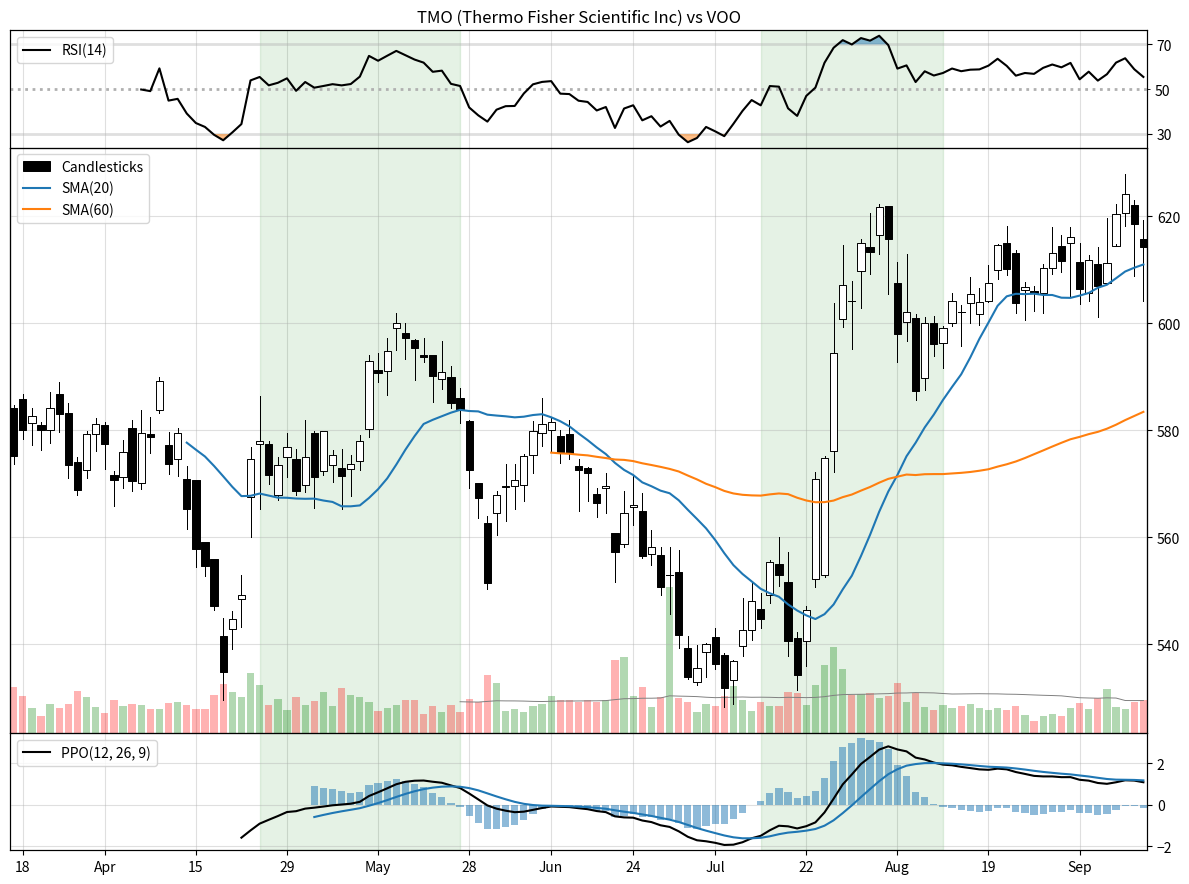 TMO (Thermo Fisher Scientific Inc) vs VOO
RSI(14)
70
50
30
Candlesticks
SMA(20)
SMA(60)
620
600
580
560
540
PPO(12, 26, 9)
2
0
−2
18 Apr 15 29 May 28 Jun 24 Jul 22 Aug 19 Sep